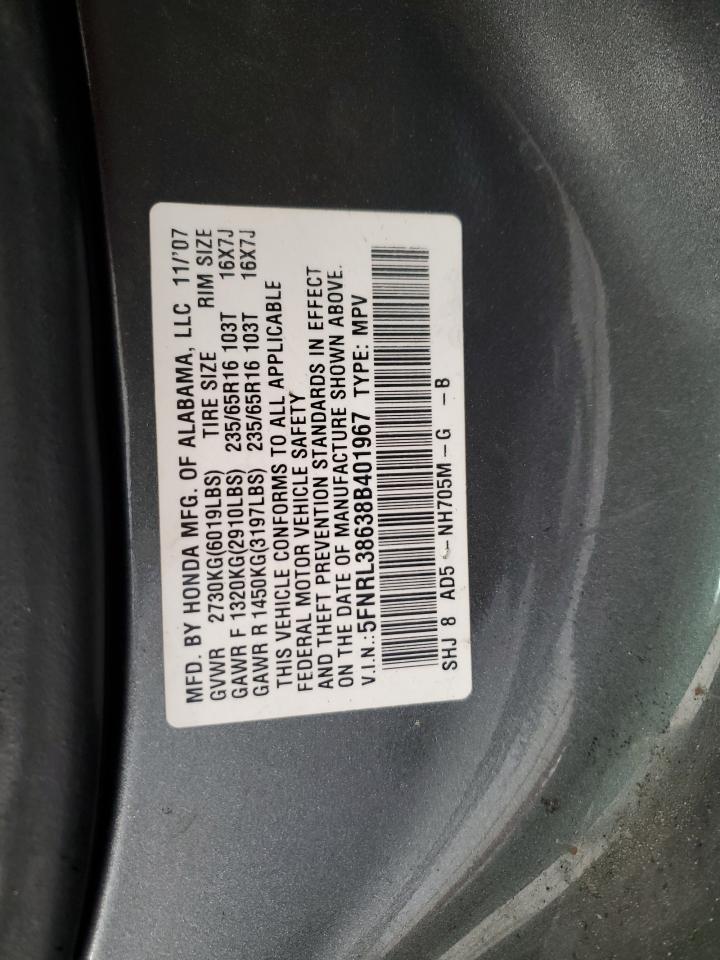 MFD. BY HONDA MFG. OF ALABAMA, LLC 11/'07
GVWR 2730KG(6019LBS) TIRE SIZE RIM SIZE
GAWR F 1320KG(2910LBS) 235/65R16 103T 16X7J
GAWR R 1450KG(3197LBS) 235/65R16 103T 16X7J
THIS VEHICLE CONFORMS TO ALL APPLICABLE
FEDERAL MOTOR VEHICLE SAFETY
AND THEFT PREVENTION STANDARDS IN EFFECT
ON THE DATE OF MANUFACTURE SHOWN ABOVE.
V.I.N.:5FNRL38638B401967 TYPE: MPV
SHJ 8 AD5 - NH705M-G -B